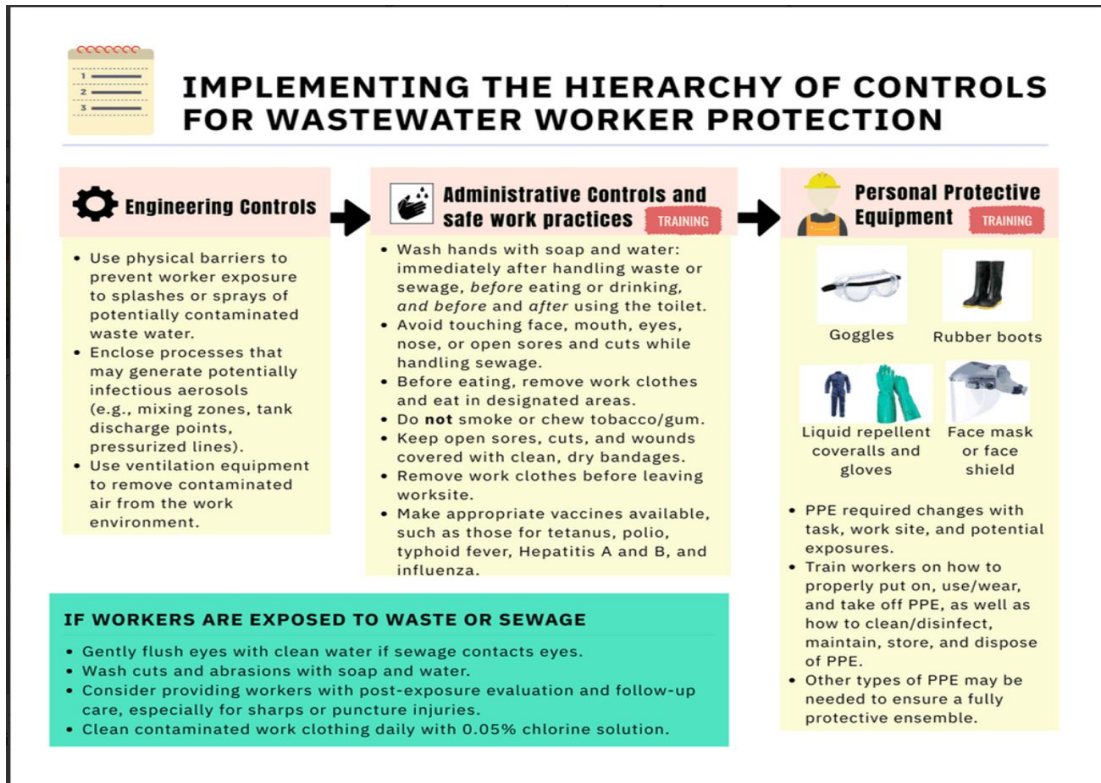 1
2
3
IMPLEMENTING THE HIERARCHY OF CONTROLS
FOR WASTEWATER WORKER PROTECTION
Engineering Controls
• Use physical barriers to
prevent worker exposure
to splashes or sprays of
potentially contaminated
waste water.
• Enclose processes that
may generate potentially
infectious aerosols
(e.g., mixing zones, tank
discharge points,
pressurized lines).
• Use ventilation equipment
to remove contaminated
air from the work
environment.
Administrative Controls and
safe work practices TRAINING
• Wash hands with soap and water:
immediately after handling waste or
sewage, before eating or drinking,
and before and after using the toilet.
• Avoid touching face, mouth, eyes,
nose, or open sores and cuts while
handling sewage.
• Before eating, remove work clothes
and eat in designated areas.
• Do not smoke or chew tobacco/gum.
• Keep open sores, cuts, and wounds
covered with clean, dry bandages.
• Remove work clothes before leaving
worksite.
• Make appropriate vaccines available,
such as those for tetanus, polio,
typhoid fever, Hepatitis A and B, and
influenza.
Personal Protective
Equipment TRAINING
Goggles
Rubber boots
Liquid repellent
coveralls and
gloves
Face mask
or face
shield
• PPE required changes with
task, work site, and potential
exposures.
• Train workers on how to
properly put on, use/wear,
and take off PPE, as well as
how to clean/disinfect,
maintain, store, and dispose
of PPE.
• Other types of PPE may be
needed to ensure a fully
protective ensemble.
IF WORKERS ARE EXPOSED TO WASTE OR SEWAGE
• Gently flush eyes with clean water if sewage contacts eyes.
• Wash cuts and abrasions with soap and water.
• Consider providing workers with post-exposure evaluation and follow-up
care, especially for sharps or puncture injuries.
• Clean contaminated work clothing daily with 0.05% chlorine solution.